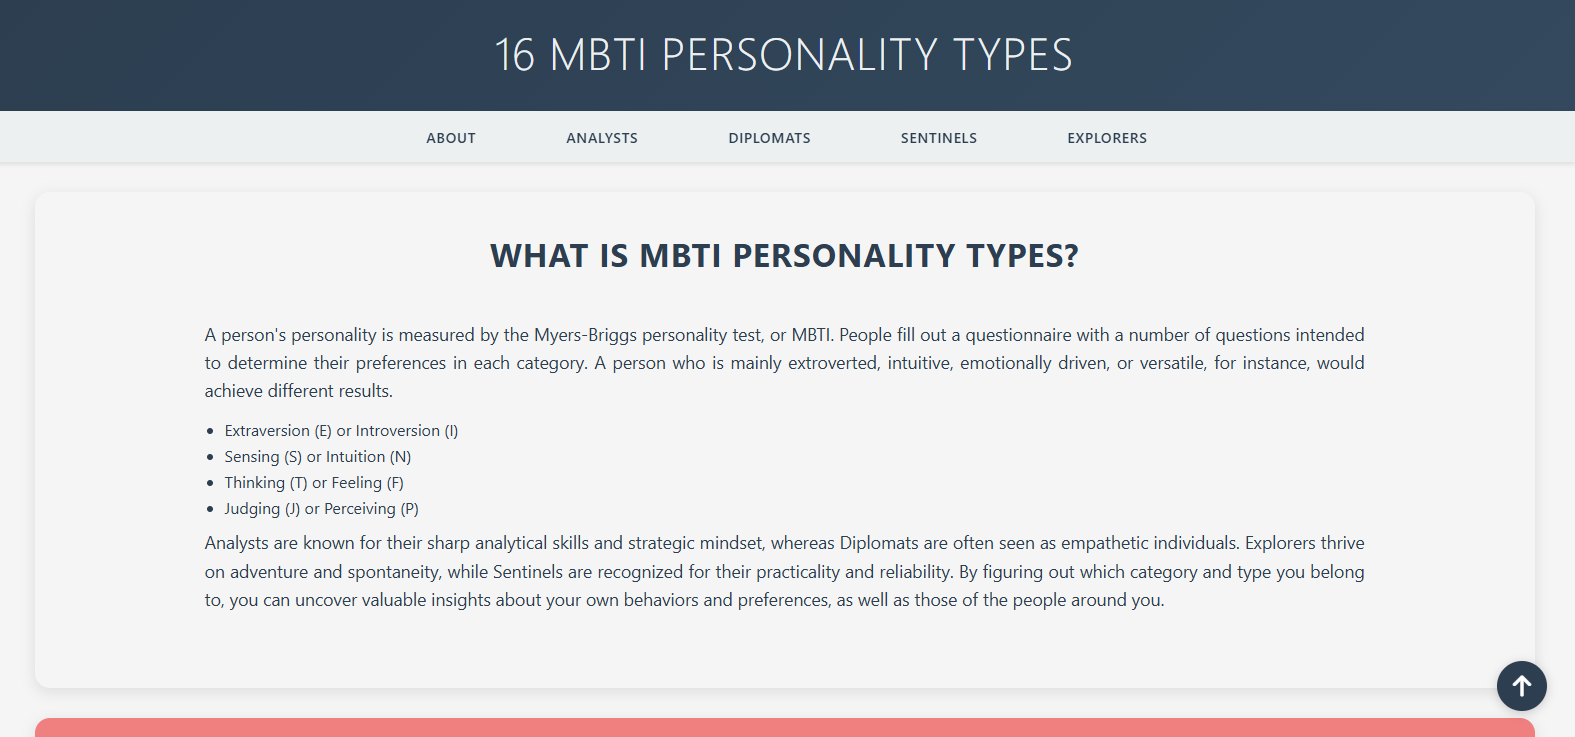 16 MBTI PERSONALITY TYPES
ABOUT ANALYSTS DIPLOMATS SENTINELS EXPLORERS
WHAT IS MBTI PERSONALITY TYPES?
A person's personality is measured by the Myers-Briggs personality test, or MBTI. People fill out a questionnaire with a number of questions intended
to determine their preferences in each category. A person who is mainly extroverted, intuitive, emotionally driven, or versatile, for instance, would
achieve different results.
• Extraversion (E) or Introversion (I)
• Sensing (S) or Intuition (N)
• Thinking (T) or Feeling (F)
• Judging (J) or Perceiving (P)
Analysts are known for their sharp analytical skills and strategic mindset, whereas Diplomats are often seen as empathetic individuals. Explorers thrive
on adventure and spontaneity, while Sentinels are recognized for their practicality and reliability. By figuring out which category and type you belong
to, you can uncover valuable insights about your own behaviors and preferences, as well as those of the people around you.